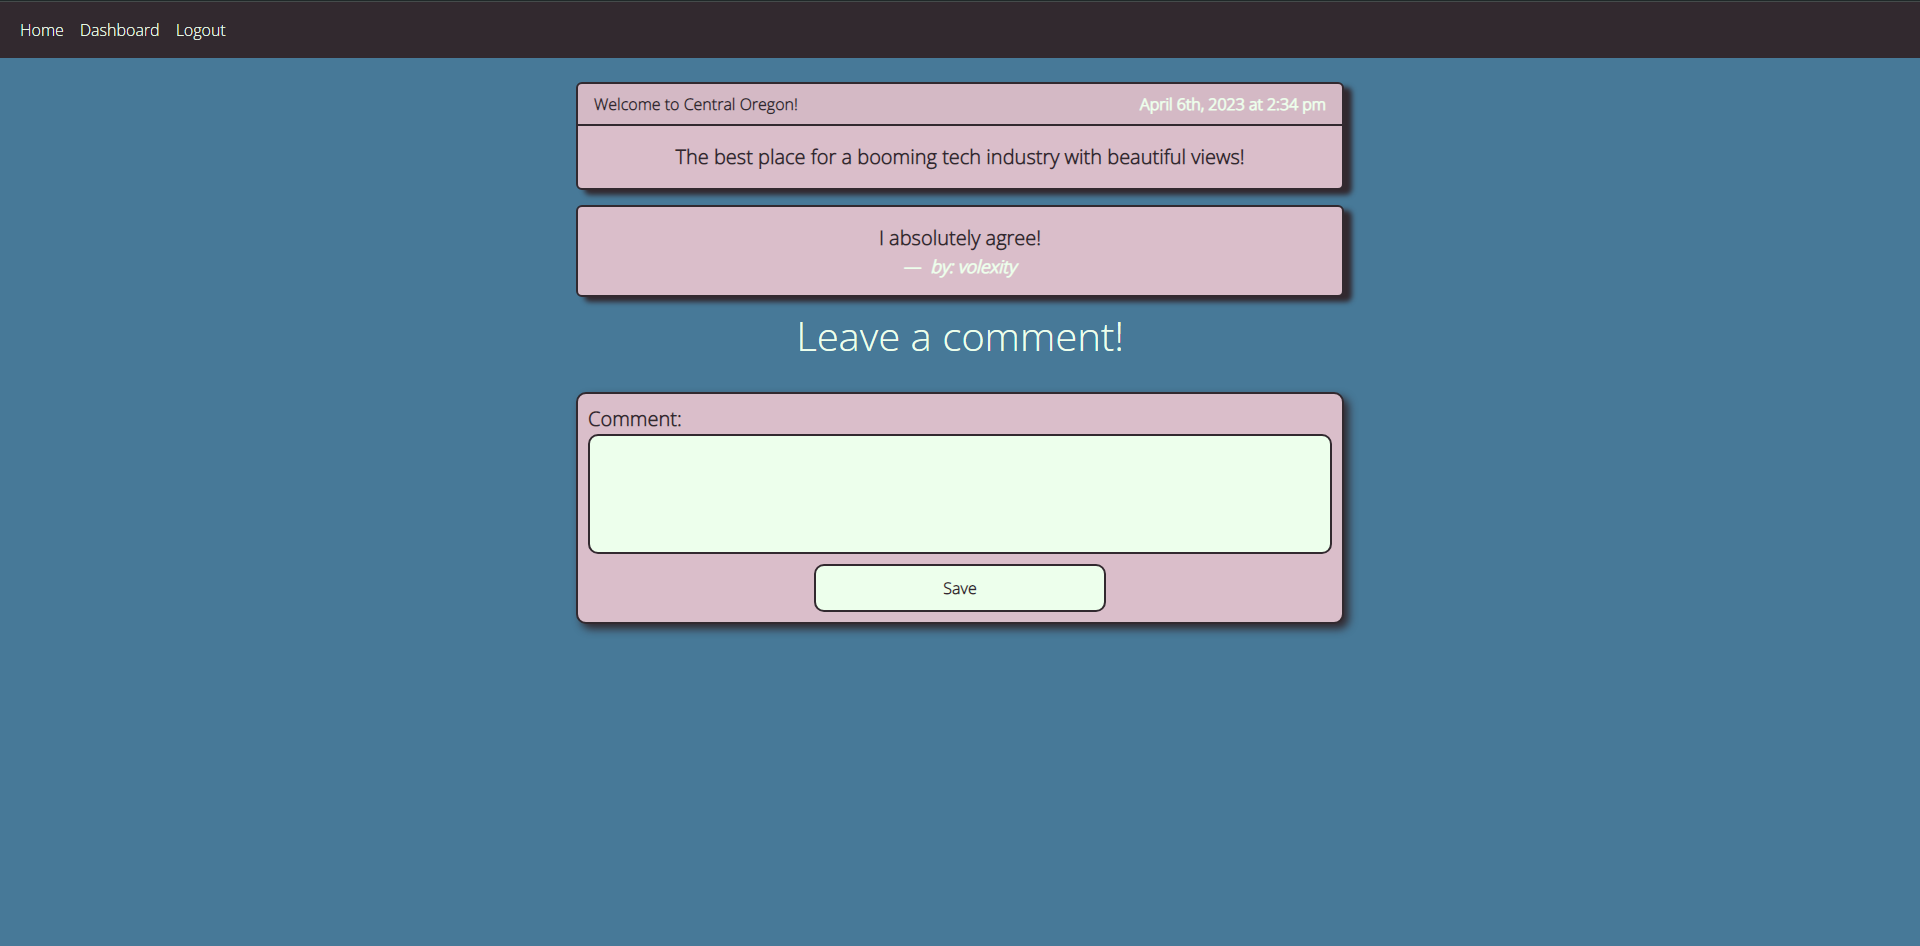 Home Dashboard Logout
Welcome to Central Oregon! April 6th, 2023 at 2:34 pm
The best place for a booming tech industry with beautiful views!
I absolutely agree!
— by: volexity
Leave a comment!
Comment:
Save